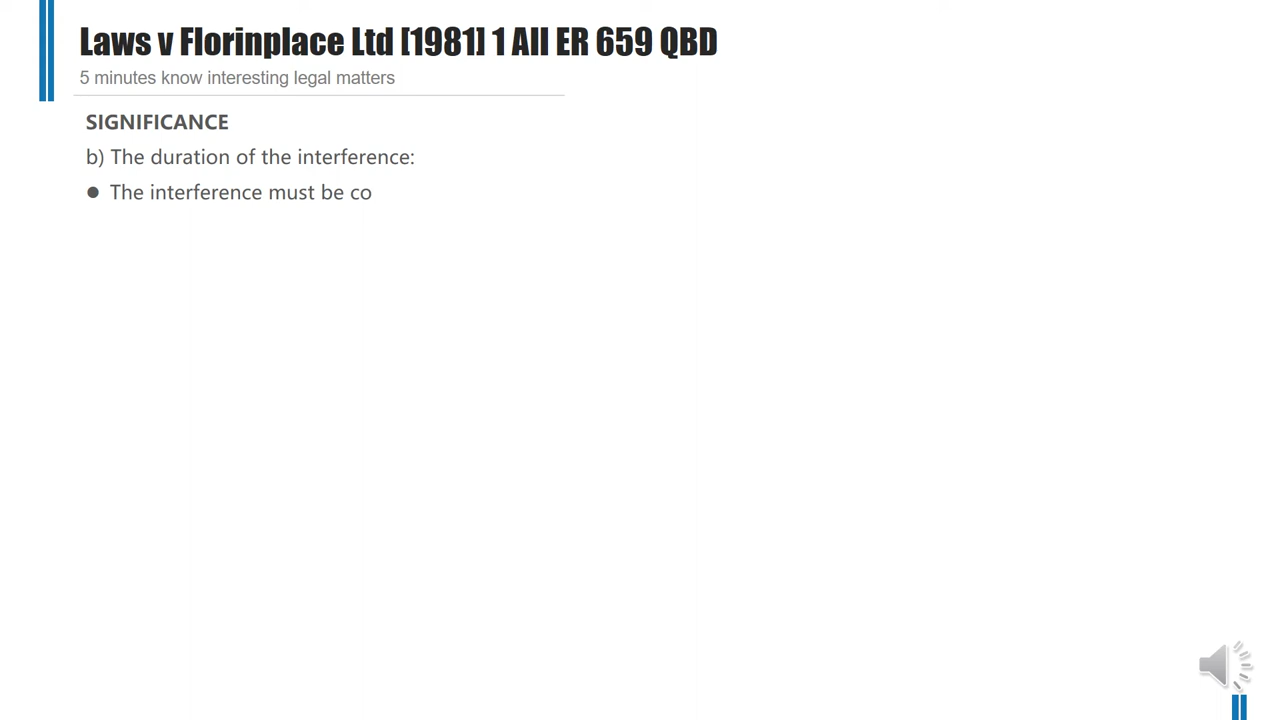 Laws v Florinplace Ltd [1981] 1 All ER 659 QBD
5 minutes know interesting legal matters
SIGNIFICANCE
b) The duration of the interference:
● The interference must be co